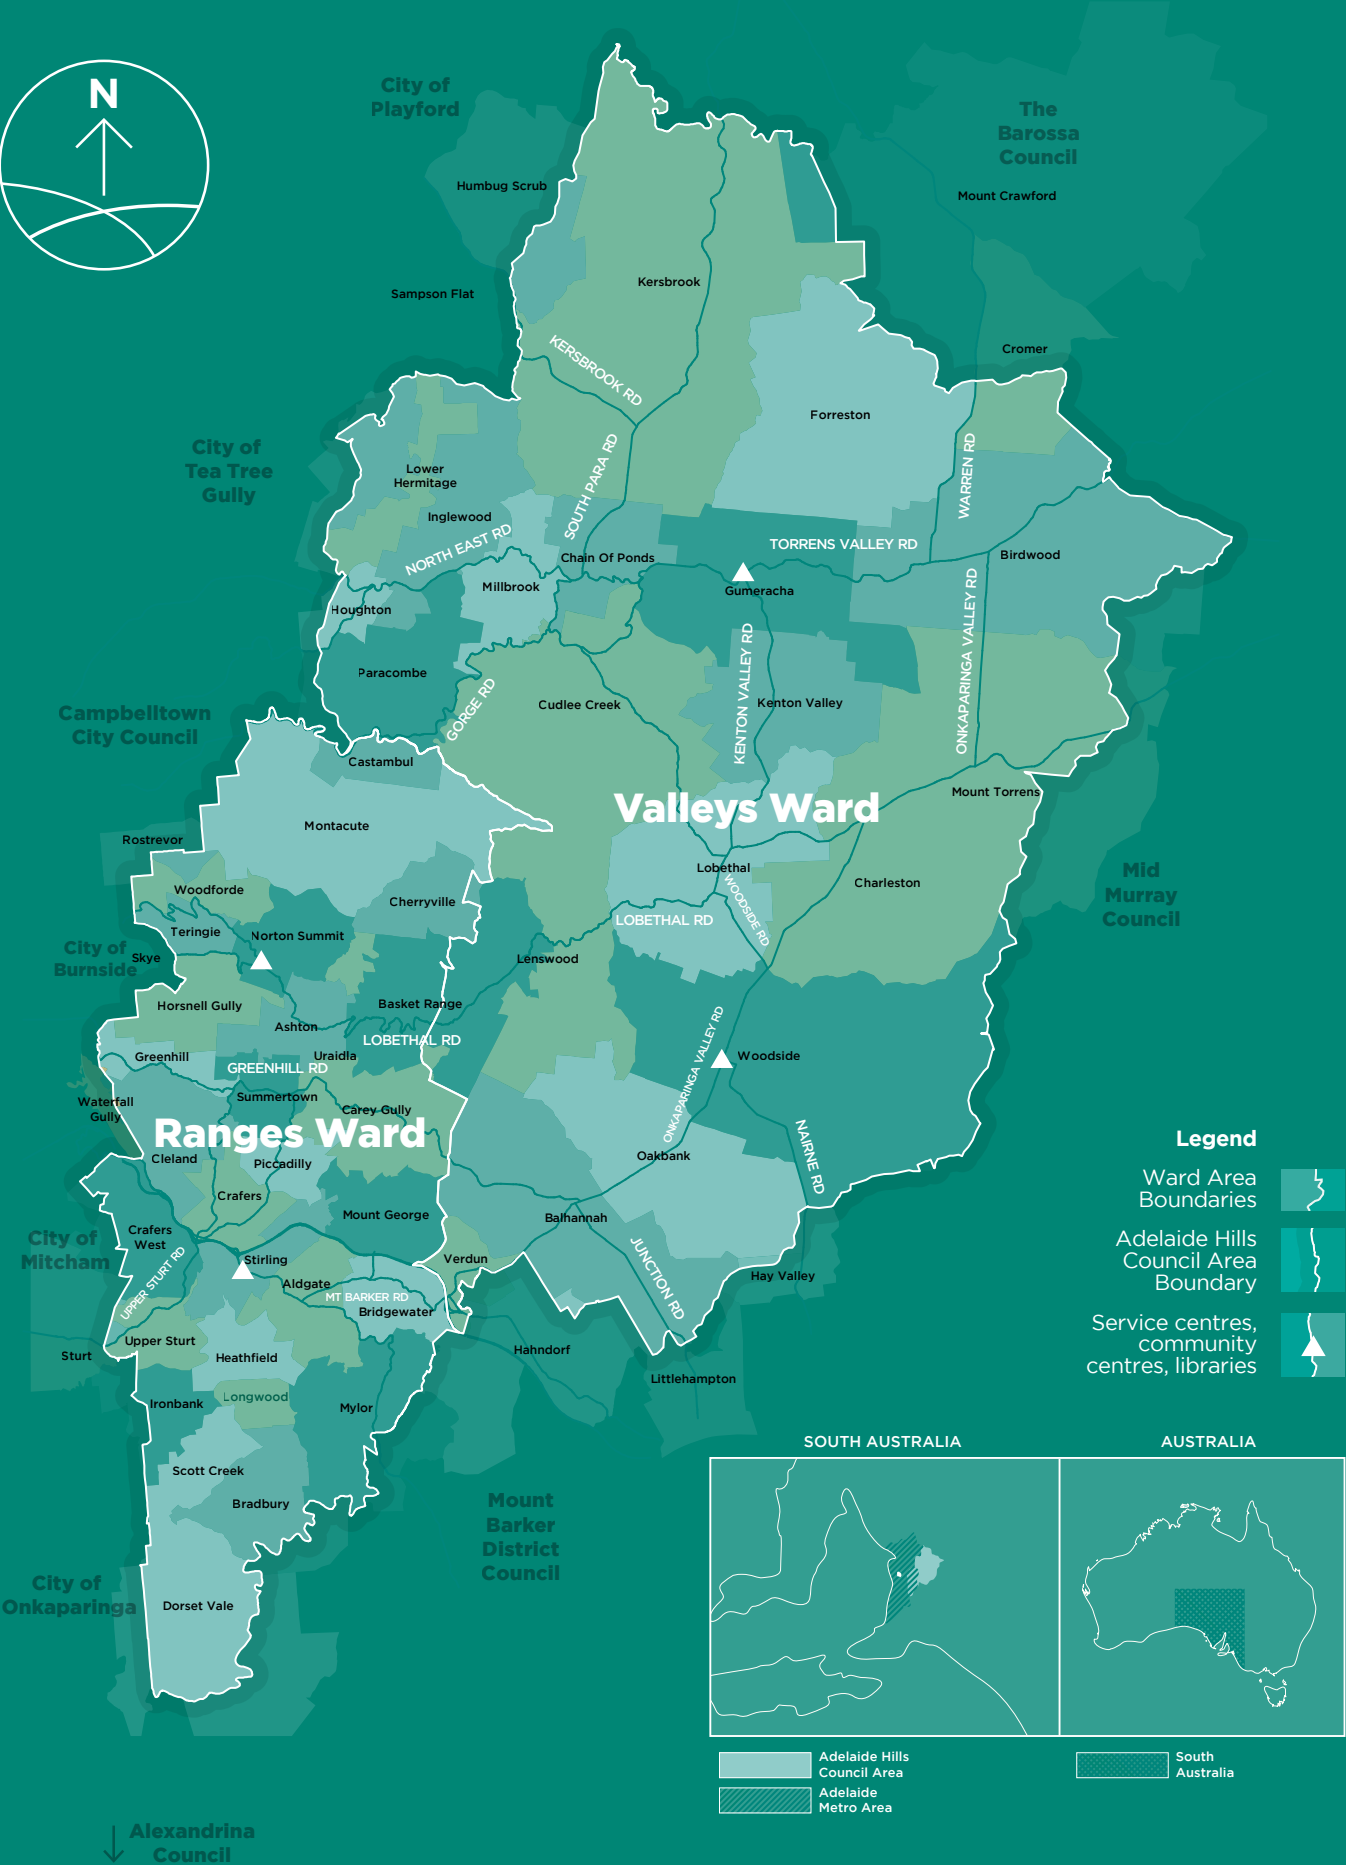 N
City of
Playford
The
Barossa
Council
Humbug Scrub
Mount Crawford
Sampson Flat
Kersbrook
Cromer
KERSBROOK RD
Forreston
City of
Tea Tree
Gully
Lower
Hermitage
SOUTH PARA RD
WARREN RD
Inglewood
NORTH EAST RD
TORRENS VALLEY RD
Chain Of Ponds
Birdwood
Millbrook
Gumeracha
Houghton
ONKAPARINGA VALLEY RD
KENTON VALLEY RD
Paracombe
GORGE RD
Cudlee Creek
Kenton Valley
Campbelltown
City Council
Castambul
Mount Torrens
Valleys Ward
Montacute
Rostrevor
Lobethal
Mid
Murray
Council
Woodforde
Charleston
Cherryville
WOODSIDE RD
LOBETHAL RD
Teringie
Norton Summit
City of
Burnside
Skye
Lenswood
Horsnell Gully
Basket Range
Ashton
LOBETHAL RD
ONKAPARINGA VALLEY RD
Greenhill
Uraidla
Woodside
GREENHILL RD
Summertown
Waterfall
Gully
Carey Gully
Ranges Ward
Legend
Cleland
Piccadilly
Oakbank
NAIRNE RD
Ward Area
Boundaries
Crafers
Mount George
Balhannah
City of
Mitcham
Crafers
West
Adelaide Hills
Council Area
Boundary
Stirling
Verdun
UPPER STURT RD
Aldgate
JUNCTION RD
Hay Valley
MT BARKER RD
Bridgewater
Service centres,
community
centres, libraries
Upper Sturt
Sturt
Heathfield
Hahndorf
Littlehampton
Longwood
Ironbank
Mylor
SOUTH AUSTRALIA
AUSTRALIA
Scott Creek
Bradbury
Mount
Barker
District
Council
City of
Onkaparinga
Dorset Vale
Adelaide Hills
Council Area
South
Australia
Adelaide
Metro Area
Alexandrina
Council